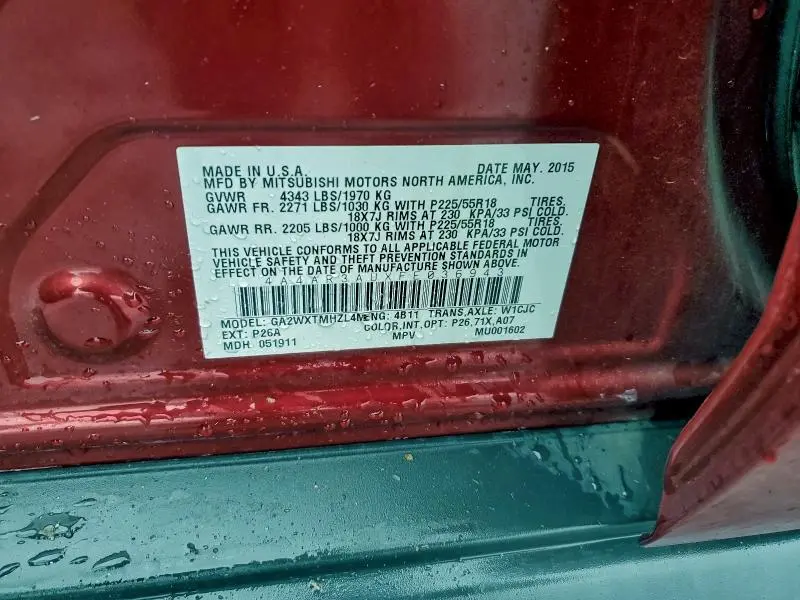 MADE IN U.S.A. DATE MAY. 2015
MFD BY MITSUBISHI MOTORS NORTH AMERICA, INC.
GVWR 4343 LBS/1970 KG
GAWR FR. 2271 LBS/1030 KG WITH P225/55R18 TIRES,
18X7J RIMS AT 230 KPA/33 PSI COLD.
GAWR RR. 2205 LBS/1000 KG WITH P225/55R18 TIRES,
18X7J RIMS AT 230 KPA/33 PSI COLD.
THIS VEHICLE CONFORMS TO ALL APPLICABLE FEDERAL MOTOR
VEHICLE SAFETY AND THEFT PREVENTION STANDARDS IN
EFFECT ON THE DATE OF MANUFACTURE SHOWN ABOVE.
MODEL: GA2WXTMHZL4M ENG: 4B11 TRANS,AXLE: W1CJC
EXT: P26A COLOR,INT,OPT: P26,71X,A07
MDH 051911 MPV MU001602